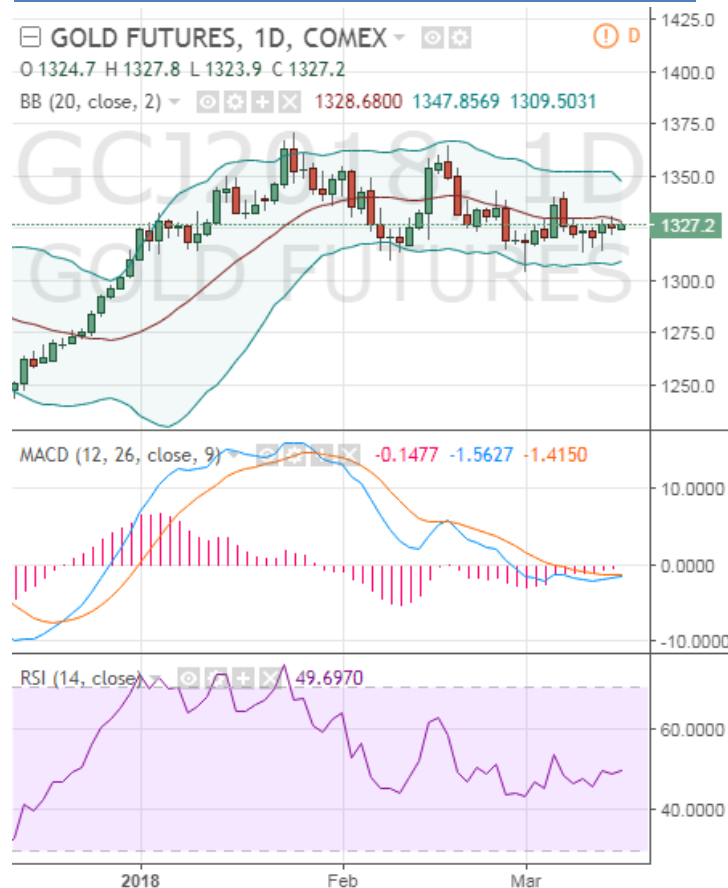 1425.0
GOLD FUTURES, 1D, COMEX
D
O 1324.7 H 1327.8 L 1323.9 C 1327.2
1400.0
BB (20, close, 2) 1328.6800 1347.8569 1309.5031
1375.0
GCJ2018, 1D
1350.0
1327.2
GOLD FUTURES
1300.0
1275.0
1250.0
MACD (12, 26, close, 9) -0.1477 -1.5627 -1.4150
10.0000
0.0000
-10.0000
RSI (14, close) 49.6970
60.0000
40.0000
2018 Feb Mar